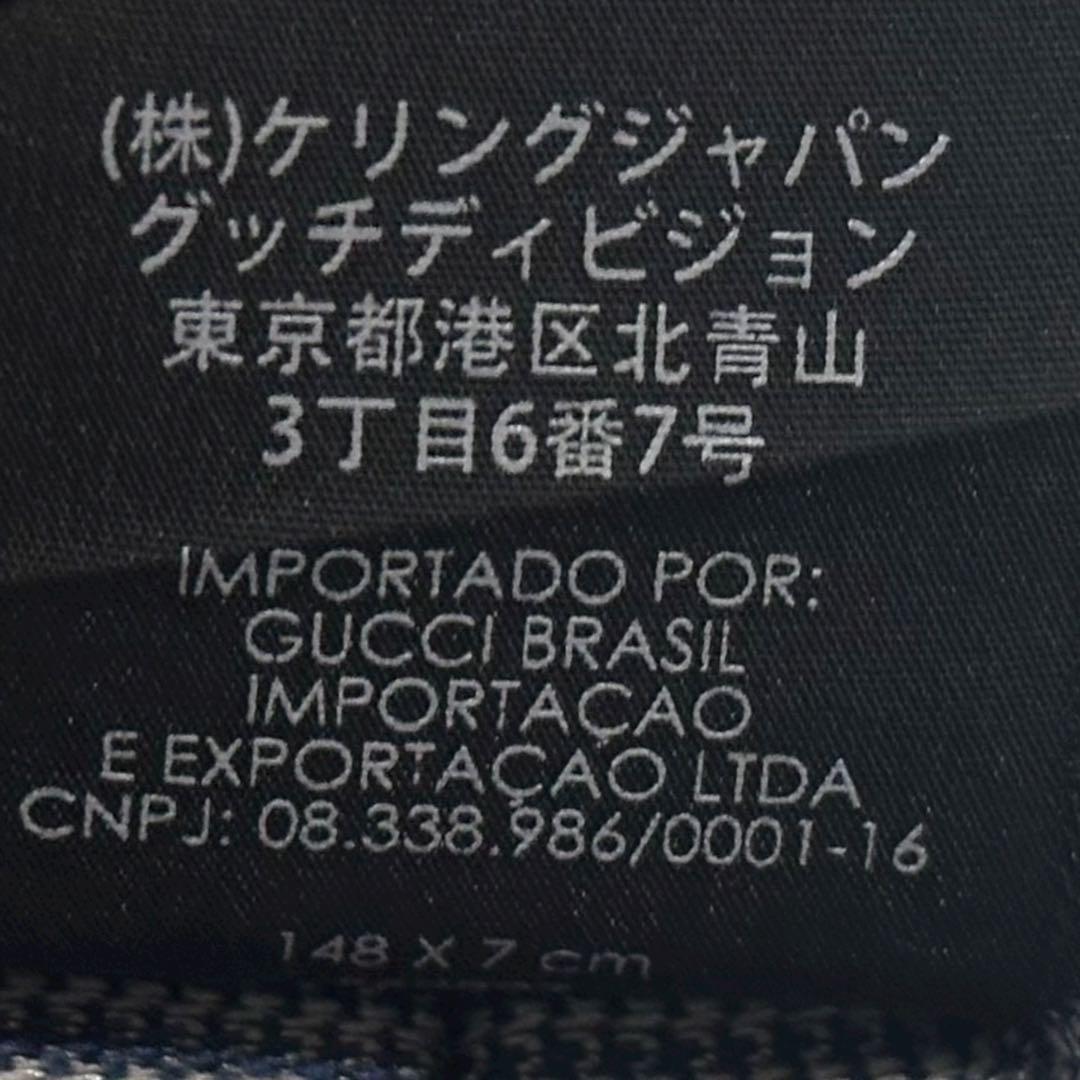 (株)ケリングジャパン
グッチディビジョン
東京都港区北青山
3丁目6番7号
IMPORTADO POR:
GUCCI BRASIL
IMPORTAÇAO
E EXPORTAÇAO LTDA
CNPJ: 08.338.986/0001-16
148 X 7 cm